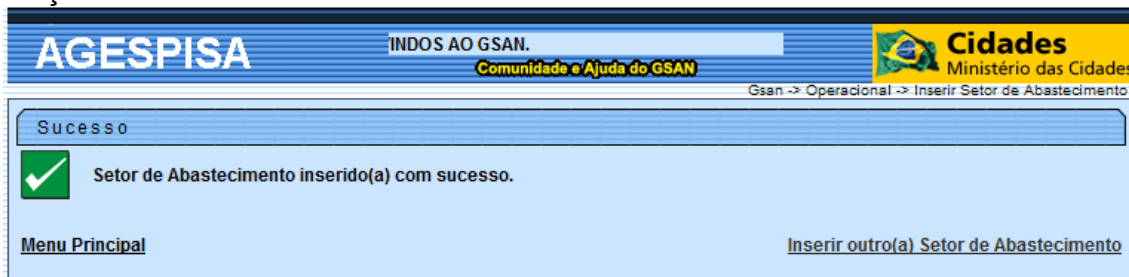 AGESPISA
'INDOS AO GSAN.
Comunidade e Ajuda do GSAN
Cidades
Ministério das Cidades
Gsan -> Operacional -> Inserir Setor de Abastecimento
Sucesso
Setor de Abastecimento inserido(a) com sucesso.
Menu Principal
Inserir outro(a) Setor de Abastecimento